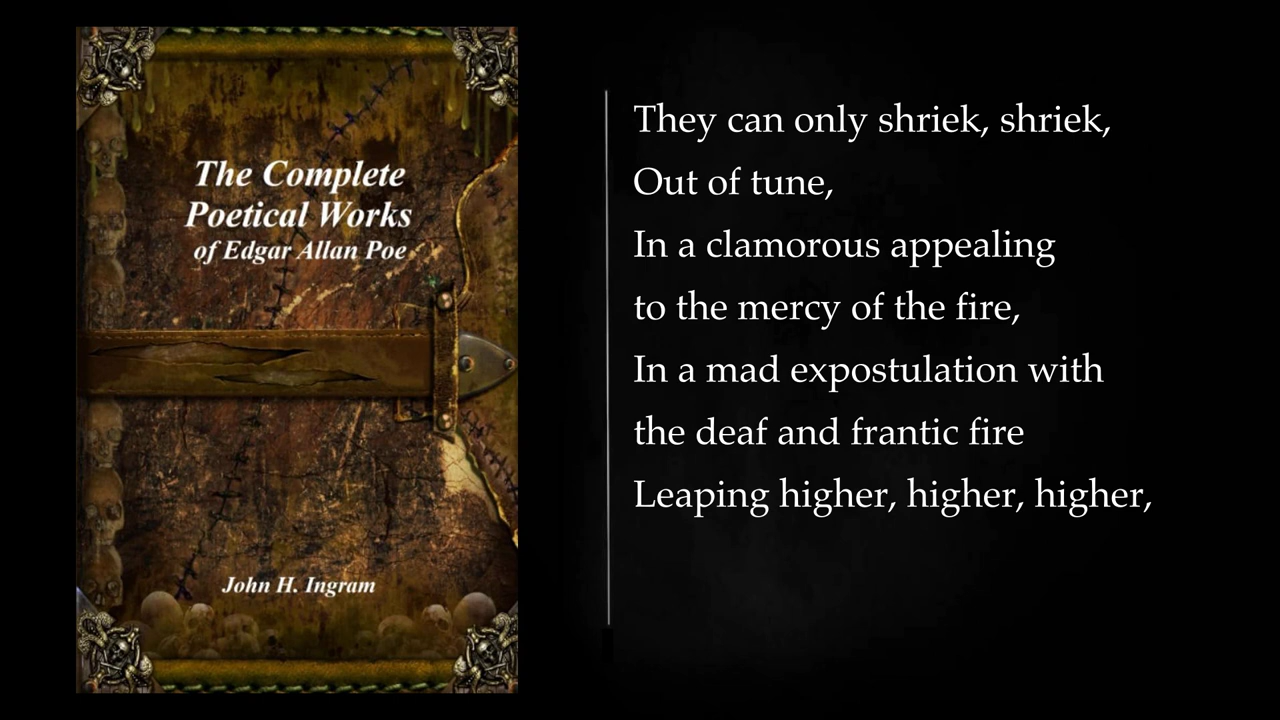 The Complete
Poetical Works
of Edgar Allan Poe
John H. Ingram
They can only shriek, shriek,
Out of tune,
In a clamorous appealing
to the mercy of the fire,
In a mad expostulation with
the deaf and frantic fire
Leaping higher, higher, higher,